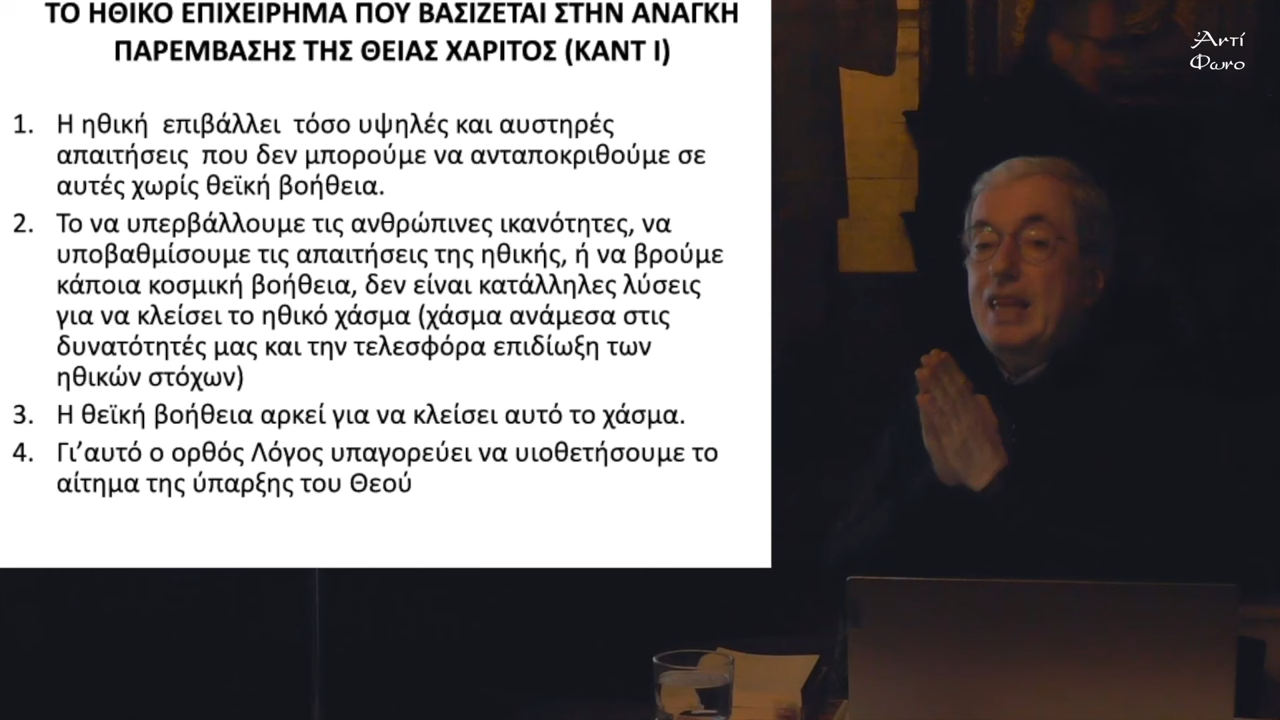 ΤΟ ΗΘΙΚΟ ΕΠΙΧΕΙΡΗΜΑ ΠΟΥ ΒΑΣΙΖΕΤΑΙ ΣΤΗΝ ΑΝΑΓΚΗ
ΠΑΡΕΜΒΑΣΗΣ ΤΗΣ ΘΕΙΑΣ ΧΑΡΙΤΟΣ (ΚΑΝΤ Ι)
1. Η ηθική επιβάλλει τόσο υψηλές και αυστηρές
απαιτήσεις που δεν μπορούμε να ανταποκριθούμε σε
αυτές χωρίς θεϊκή βοήθεια.
2. Το να υπερβάλλουμε τις ανθρώπινες ικανότητες, να
υποβαθμίσουμε τις απαιτήσεις της ηθικής, ή να βρούμε
κάποια κοσμική βοήθεια, δεν είναι κατάλληλες λύσεις
για να κλείσει το ηθικό χάσμα (χάσμα ανάμεσα στις
δυνατότητές μας και την τελεσφόρα επιδίωξη των
ηθικών στόχων)
3. Η θεϊκή βοήθεια αρκεί για να κλείσει αυτό το χάσμα.
4. Γι’αυτό ο ορθός Λόγος υπαγορεύει να υιοθετήσουμε το
αίτημα της ύπαρξης του Θεού
Ἀντί
Φωνο